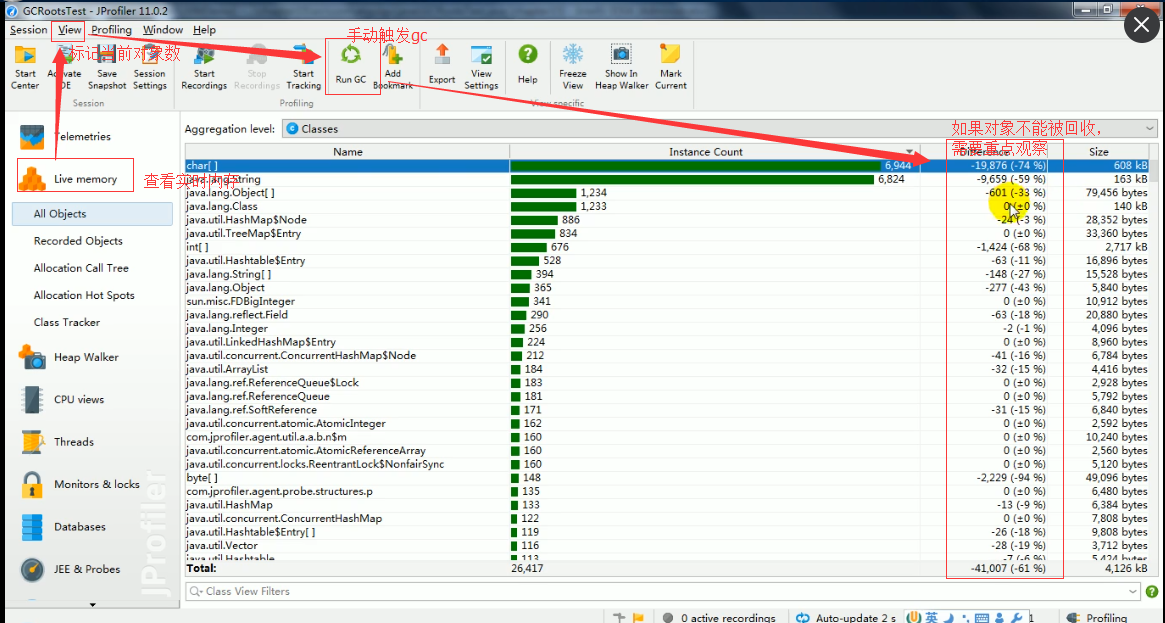 GCRootsTest - JProfiler 11.0.2
Session View Profiling Window Help
标记当前对象数
手动触发gc
Start Center
Save Snapshot
Session Settings
Start Recordings
Stop Recordings
Start Tracking
Run GC
Add Bookmark
Export
View Settings
Help
Freeze View
Show In Heap Walker
Mark Current
Session
Profiling
View specific
Telemetries
Live memory
查看实时内存
All Objects
Recorded Objects
Allocation Call Tree
Allocation Hot Spots
Class Tracker
Heap Walker
CPU views
Threads
Monitors & locks
Databases
JEE & Probes
JProfiler
Aggregation level: Classes
如果对象不能被回收,
需要重点观察
Name Instance Count Difference Size
char[ ] 6,944 -19,876 (-74 %) 608 kB
java.lang.String 6,824 -9,659 (-59 %) 163 kB
java.lang.Object[ ] 1,234 -601 (-33 %) 79,456 bytes
java.lang.Class 1,233 0 (±0 %) 140 kB
java.util.HashMap$Node 886 -24 (-3 %) 28,352 bytes
java.util.TreeMap$Entry 834 0 (±0 %) 33,360 bytes
int[ ] 676 -1,424 (-68 %) 2,717 kB
java.util.Hashtable$Entry 528 -63 (-11 %) 16,896 bytes
java.lang.String[ ] 394 -148 (-27 %) 15,528 bytes
java.lang.Object 365 -277 (-43 %) 5,840 bytes
sun.misc.FDBigInteger 341 0 (±0 %) 10,912 bytes
java.lang.reflect.Field 290 -63 (-18 %) 20,880 bytes
java.lang.Integer 256 -2 (-1 %) 4,096 bytes
java.util.LinkedHashMap$Entry 224 0 (±0 %) 8,960 bytes
java.util.concurrent.ConcurrentHashMap$Node 212 -41 (-16 %) 6,784 bytes
java.util.ArrayList 184 -32 (-15 %) 4,416 bytes
java.lang.ref.ReferenceQueue$Lock 183 0 (±0 %) 2,928 bytes
java.lang.ref.ReferenceQueue 181 0 (±0 %) 5,792 bytes
java.lang.ref.SoftReference 171 -31 (-15 %) 6,840 bytes
java.util.concurrent.atomic.AtomicInteger 162 0 (±0 %) 2,592 bytes
com.jprofiler.agent.util.a.a.b.n$m 160 0 (±0 %) 10,240 bytes
java.util.concurrent.atomic.AtomicReferenceArray 160 0 (±0 %) 2,560 bytes
java.util.concurrent.locks.ReentrantLock$NonfairSync 160 0 (±0 %) 5,120 bytes
byte[ ] 148 -2,229 (-94 %) 49,096 bytes
com.jprofiler.agent.probe.structures.p 135 0 (±0 %) 6,480 bytes
java.util.HashMap 133 -13 (-9 %) 6,384 bytes
java.util.concurrent.ConcurrentHashMap 122 0 (±0 %) 7,808 bytes
java.util.Hashtable$Entry[ ] 119 -26 (-18 %) 9,808 bytes
java.util.Vector 116 -28 (-19 %) 3,712 bytes
java.util.Hashtable 113 -7 (-6 %) 5,424 bytes
Total: 26,417 -41,007 (-61 %) 4,126 kB
Class View Filters
0 active recordings Auto-update 2 s 英 Profiling